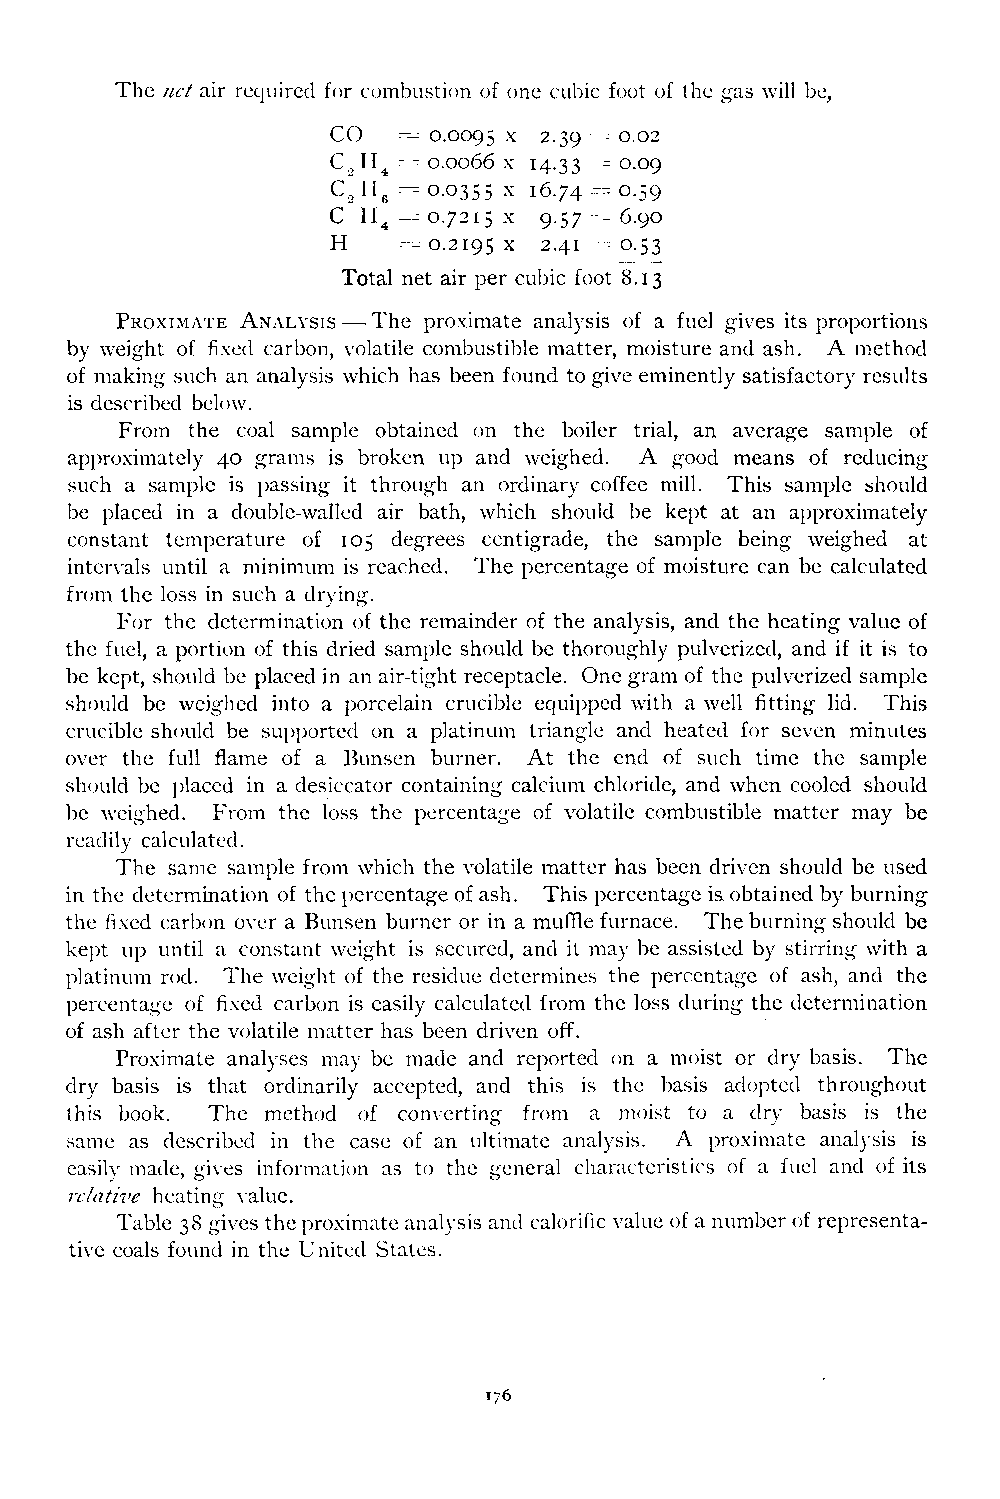 The net air required for combustion of one cubic foot of the gas will be,
CO = 0.0095 x 2.39 = 0.02
C2H4 = 0.0066 x 14.33 = 0.09
C2H6 = 0.0355 x 16.74 = 0.59
C H4 = 0.7215 x 9.57 = 6.90
H = 0.2195 x 2.41 = 0.53
Total net air per cubic foot 8.13
PROXIMATE ANALYSIS — The proximate analysis of a fuel gives its proportions
by weight of fixed carbon, volatile combustible matter, moisture and ash. A method
of making such an analysis which has been found to give eminently satisfactory results
is described below.
From the coal sample obtained on the boiler trial, an average sample of
approximately 40 grams is broken up and weighed. A good means of reducing
such a sample is passing it through an ordinary coffee mill. This sample should
be placed in a double-walled air bath, which should be kept at an approximately
constant temperature of 105 degrees centigrade, the sample being weighed at
intervals until a minimum is reached. The percentage of moisture can be calculated
from the loss in such a drying.
For the determination of the remainder of the analysis, and the heating value of
the fuel, a portion of this dried sample should be thoroughly pulverized, and if it is to
be kept, should be placed in an air-tight receptacle. One gram of the pulverized sample
should be weighed into a porcelain crucible equipped with a well fitting lid. This
crucible should be supported on a platinum triangle and heated for seven minutes
over the full flame of a Bunsen burner. At the end of such time the sample
should be placed in a desiccator containing calcium chloride, and when cooled should
be weighed. From the loss the percentage of volatile combustible matter may be
readily calculated.
The same sample from which the volatile matter has been driven should be used
in the determination of the percentage of ash. This percentage is obtained by burning
the fixed carbon over a Bunsen burner or in a muffle furnace. The burning should be
kept up until a constant weight is secured, and it may be assisted by stirring with a
platinum rod. The weight of the residue determines the percentage of ash, and the
percentage of fixed carbon is easily calculated from the loss during the determination
of ash after the volatile matter has been driven off.
Proximate analyses may be made and reported on a moist or dry basis. The
dry basis is that ordinarily accepted, and this is the basis adopted throughout
this book. The method of converting from a moist to a dry basis is the
same as described in the case of an ultimate analysis. A proximate analysis is
easily made, gives information as to the general characteristics of a fuel and of its
relative heating value.
Table 38 gives the proximate analysis and calorific value of a number of representa-
tive coals found in the United States.
176